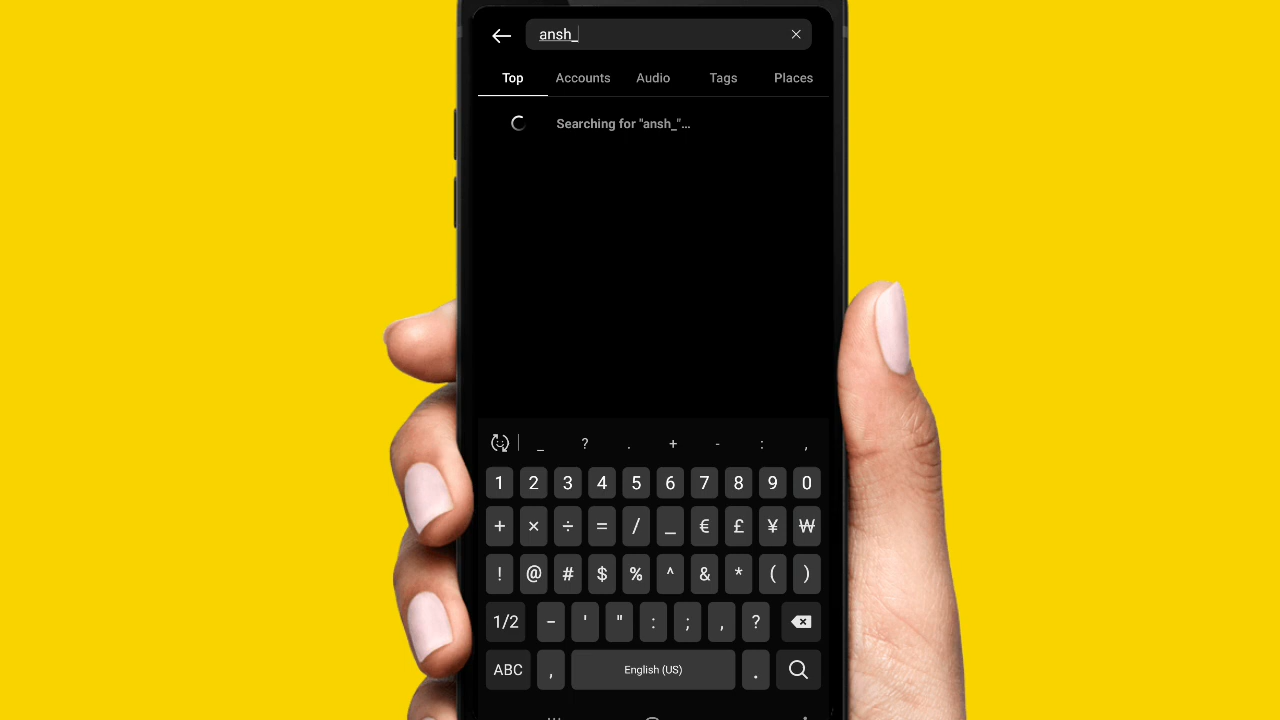 ansh_
Top Accounts Audio Tags Places
Searching for "ansh_"...
_ ? . + - : ,
1 2 3 4 5 6 7 8 9 0
+ × ÷ = / _ € £ ¥ ₩
! @ # $ % ^ & * ( )
1/2 - ' " : ; , ?
ABC , English (US) .